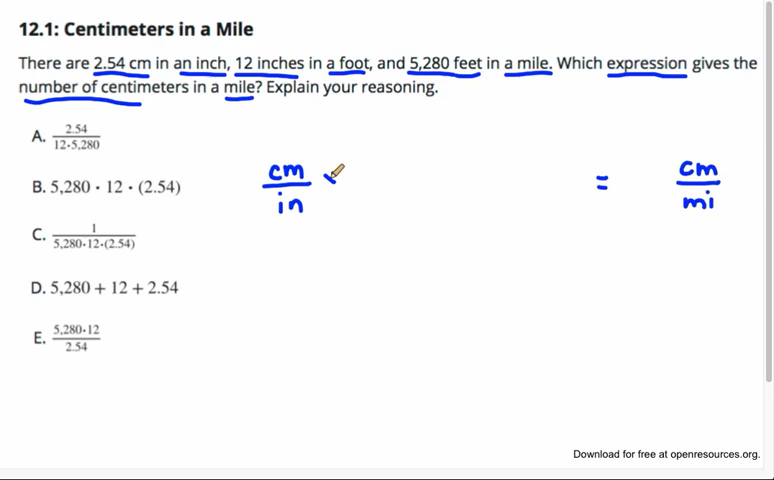 12.1: Centimeters in a Mile
There are 2.54 cm in an inch, 12 inches in a foot, and 5,280 feet in a mile. Which expression gives the
number of centimeters in a mile? Explain your reasoning.
A. 2.54
12·5,280
B. 5,280 · 12 · (2.54)
C. 1
5,280·12·(2.54)
D. 5,280 + 12 + 2.54
E. 5,280·12
2.54
cm
in
=
cm
mi
Download for free at openresources.org.